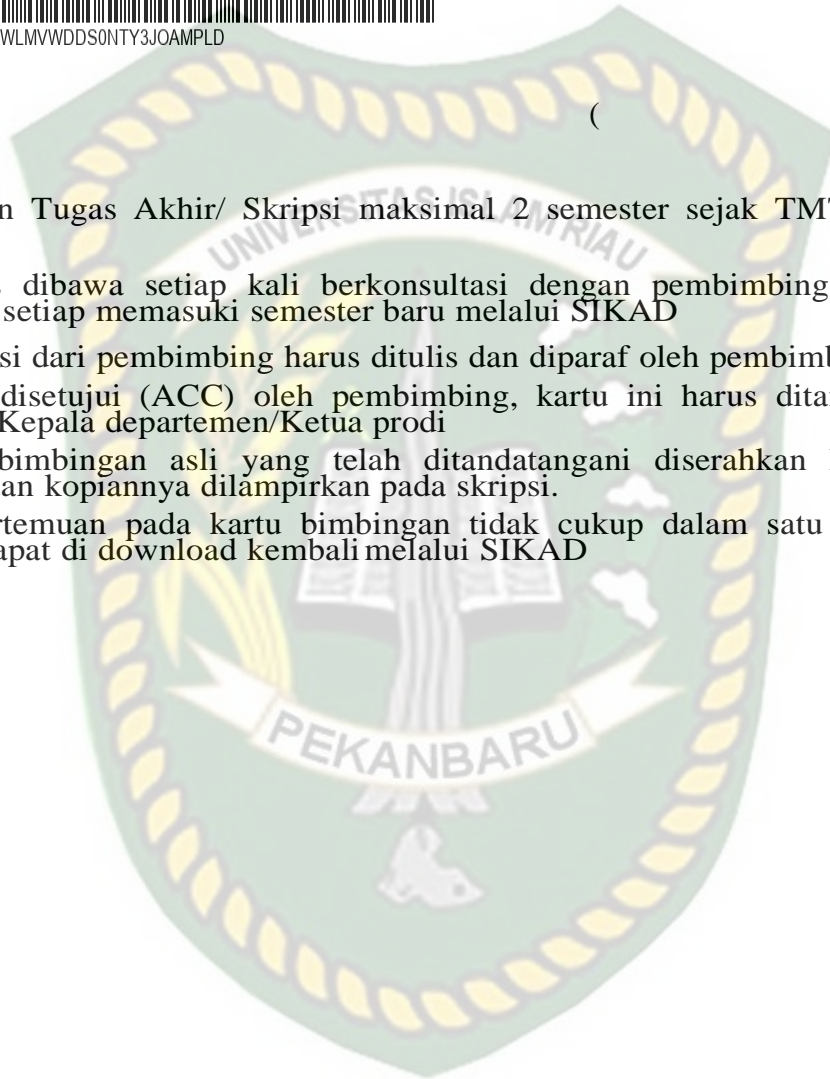 WLMVWDDS0NTY3JOAMPLD
(
n Tugas Akhir/ Skripsi maksimal 2 semester sejak TMT
UNIVERSITAS ISLAM RIAU
dibawa setiap kali berkonsultasi dengan pembimbing
setiap memasuki semester baru melalui SIKAD
si dari pembimbing harus ditulis dan diparaf oleh pembimb
disetujui (ACC) oleh pembimbing, kartu ini harus dita
Kepala departemen/Ketua prodi
bimbingan asli yang telah ditandatangani diserahkan
an kopiannya dilampirkan pada skripsi.
rtemuan pada kartu bimbingan tidak cukup dalam satu
apat di download kembali melalui SIKAD
PEKANBARU